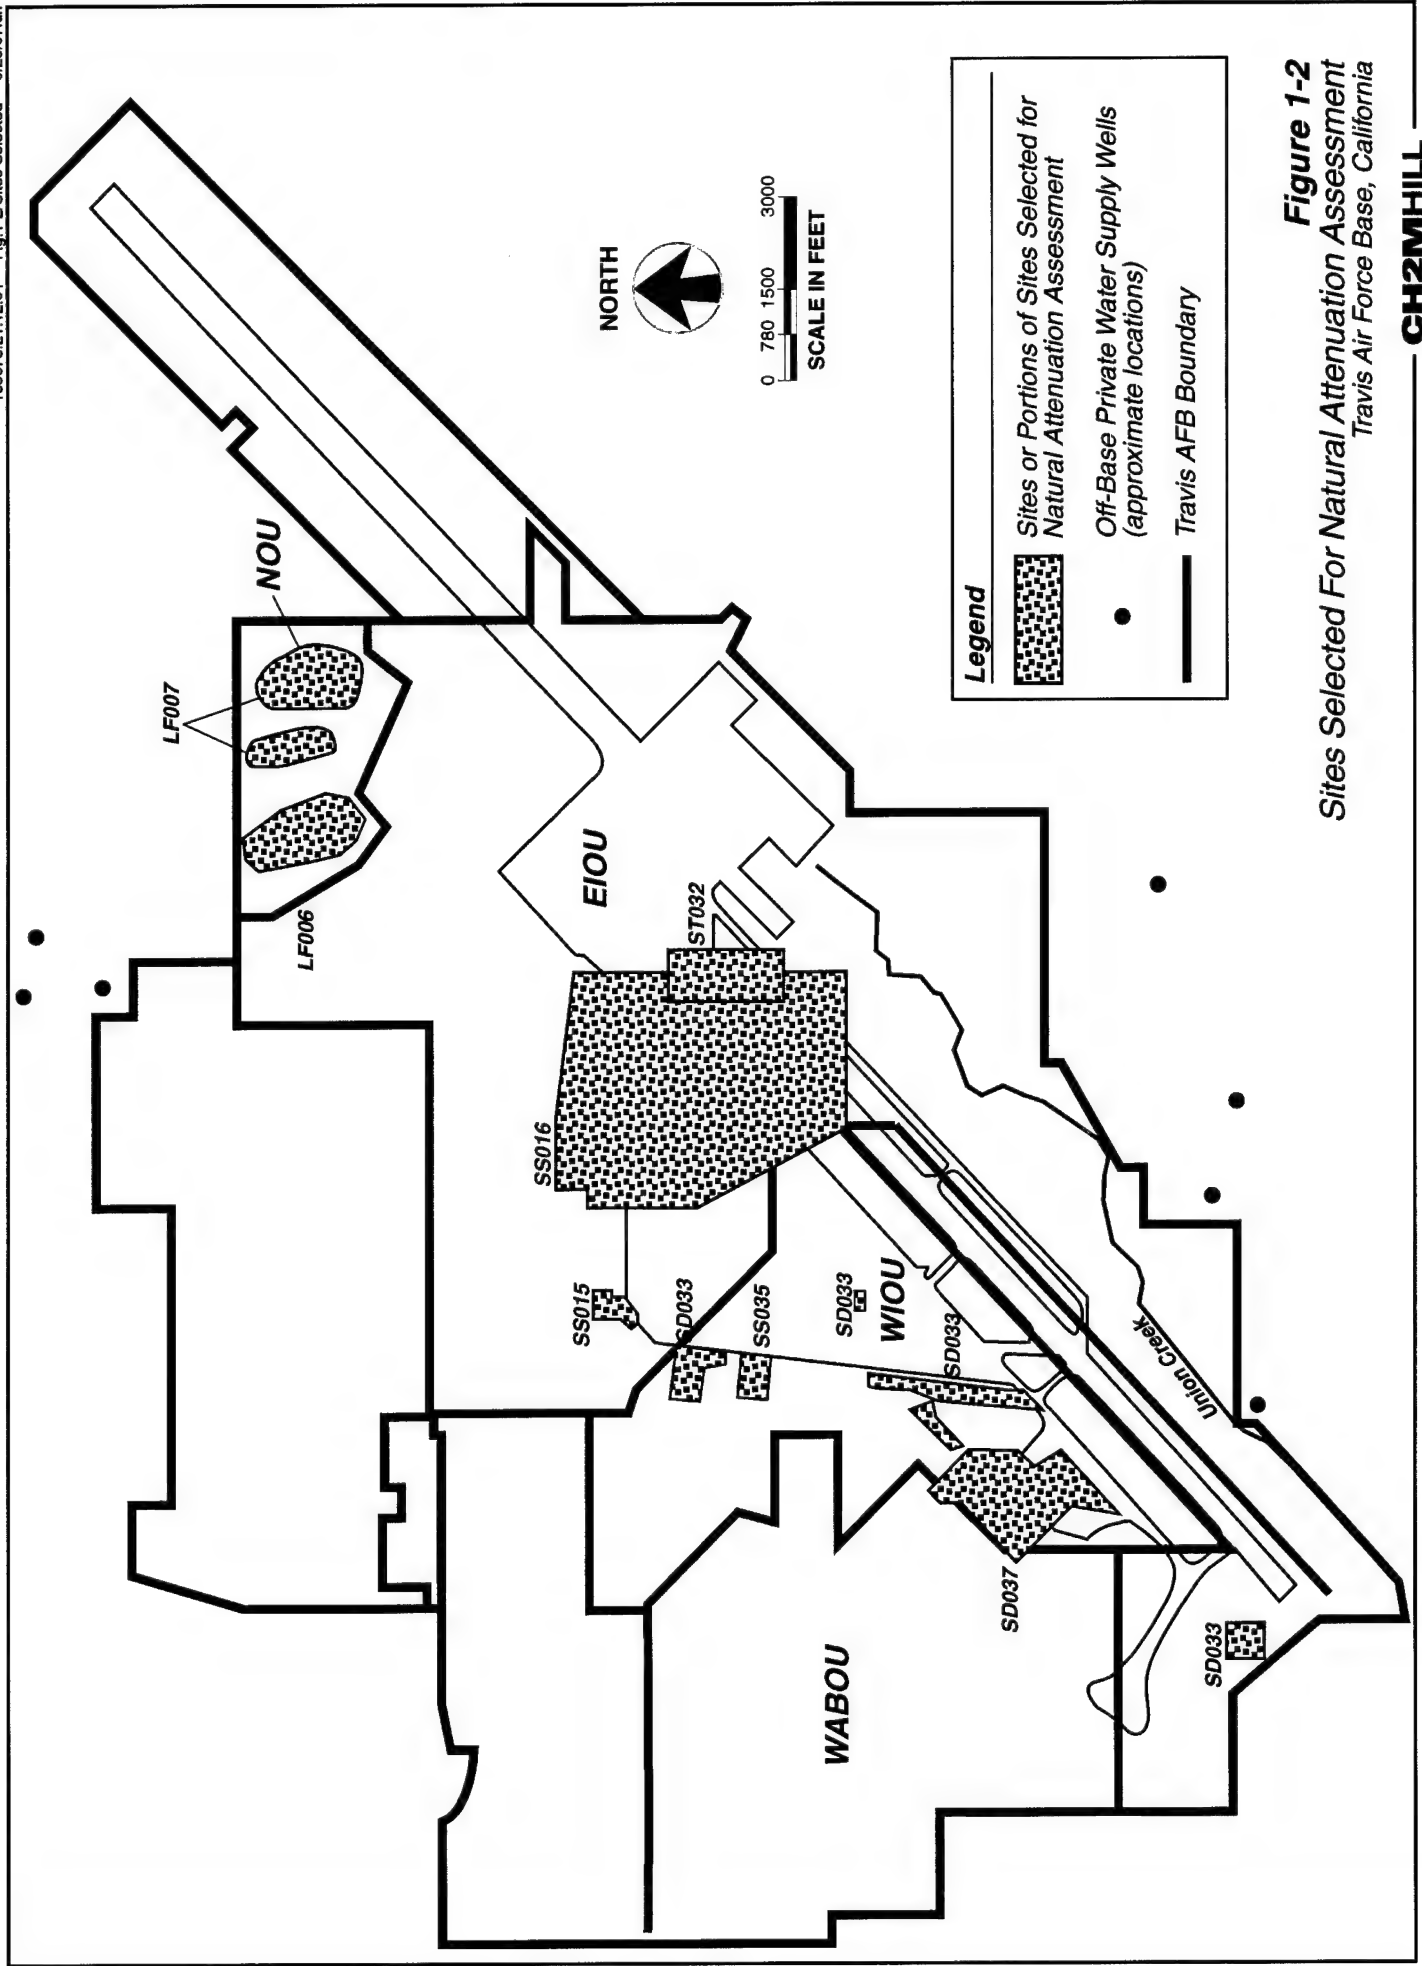 NOU
LF007
LF006
EIOU
ST032
SS016
SS015
SD033
SS035
SD033
WIOU
SD033
SD037
SD033
WABOU
Union Creek
NORTH
0 780 1500 3000
SCALE IN FEET
Legend
Sites or Portions of Sites Selected for
Natural Attenuation Assessment
Off-Base Private Water Supply Wells
(approximate locations)
Travis AFB Boundary
Figure 1-2
Sites Selected For Natural Attenuation Assessment
Travis Air Force Base, California
CH2MHILL